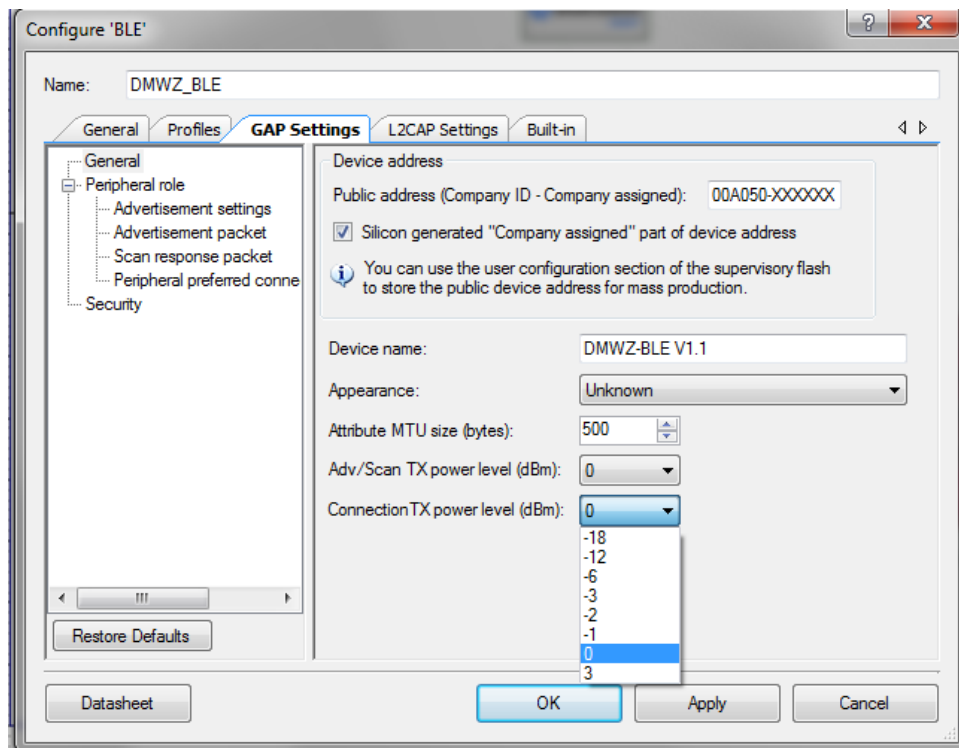 Configure 'BLE'
Name: DMWZ_BLE
General Profiles GAP Settings L2CAP Settings Built-in
General
Peripheral role
Advertisement settings
Advertisement packet
Scan response packet
Peripheral preferred conne
Security
Restore Defaults
Device address
Public address (Company ID - Company assigned): 00A050-XXXXXX
Silicon generated "Company assigned" part of device address
You can use the user configuration section of the supervisory flash
to store the public device address for mass production.
Device name: DMWZ-BLE V1.1
Appearance: Unknown
Attribute MTU size (bytes): 500
Adv/Scan TX power level (dBm): 0
Connection TX power level (dBm): 0
-18
-12
-6
-3
-2
-1
0
3
Datasheet OK Apply Cancel